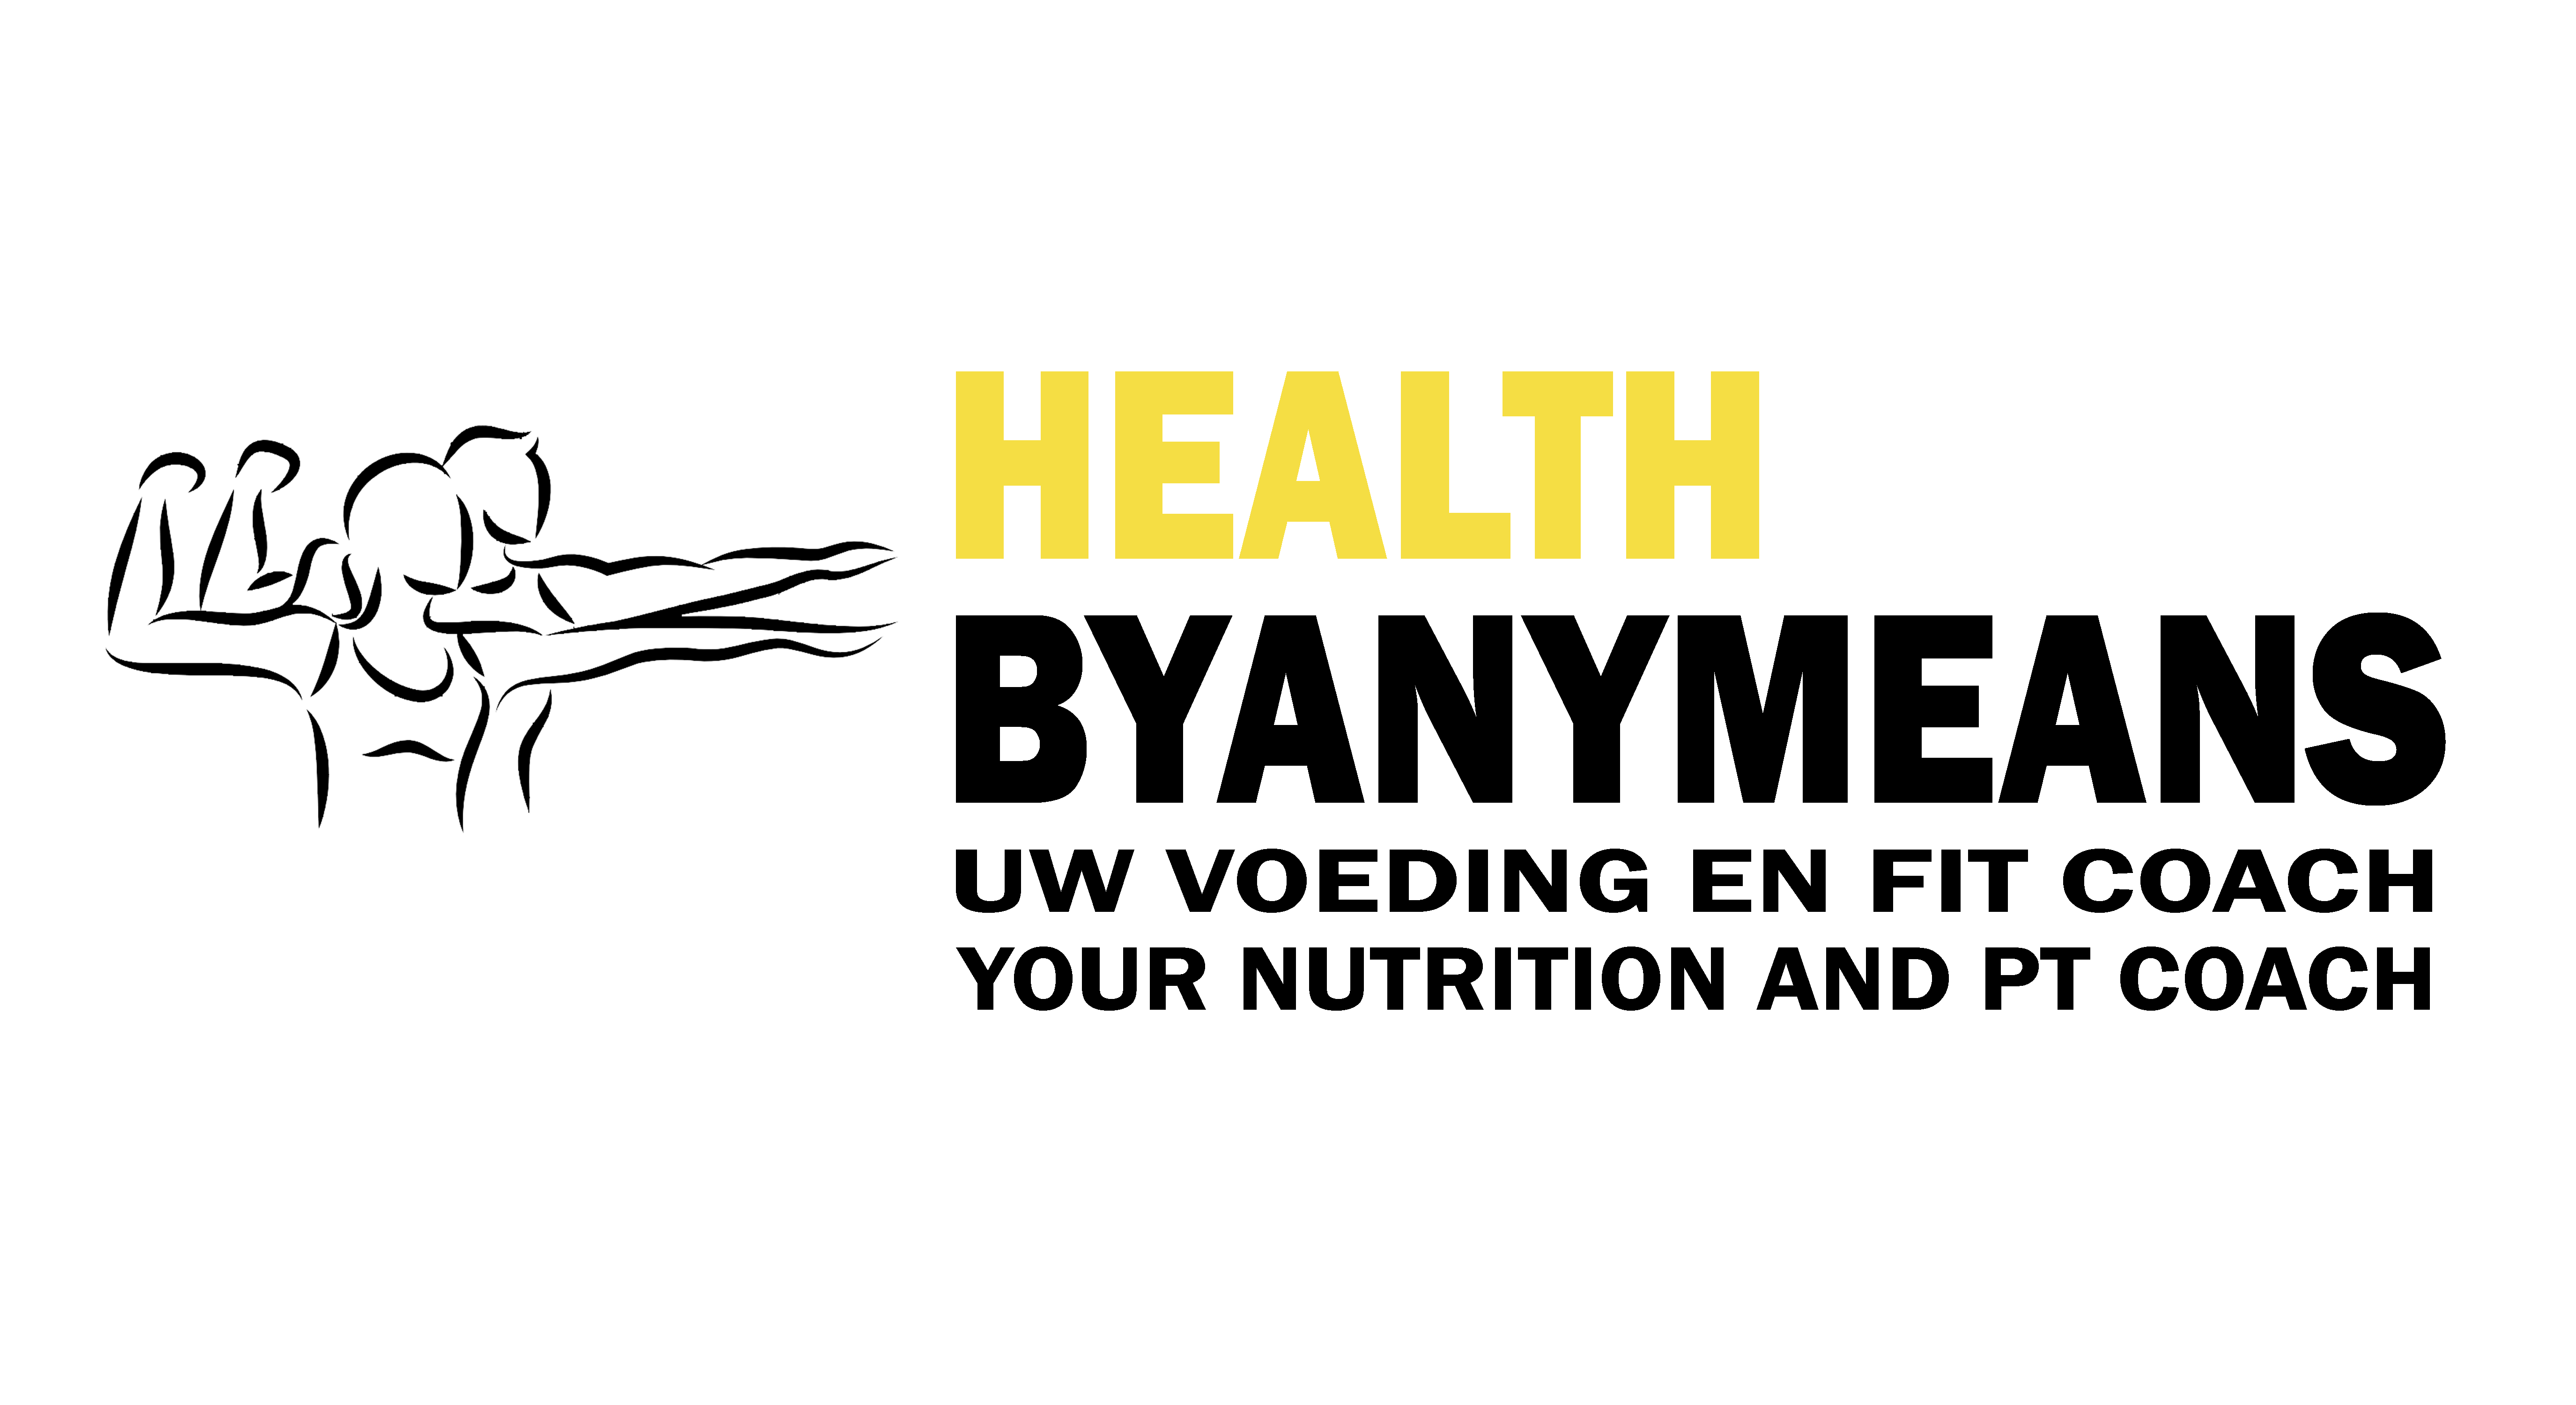 HEALTH
BYANYMEANS
UW VOEDING EN FIT COACH
YOUR NUTRITION AND PT COACH